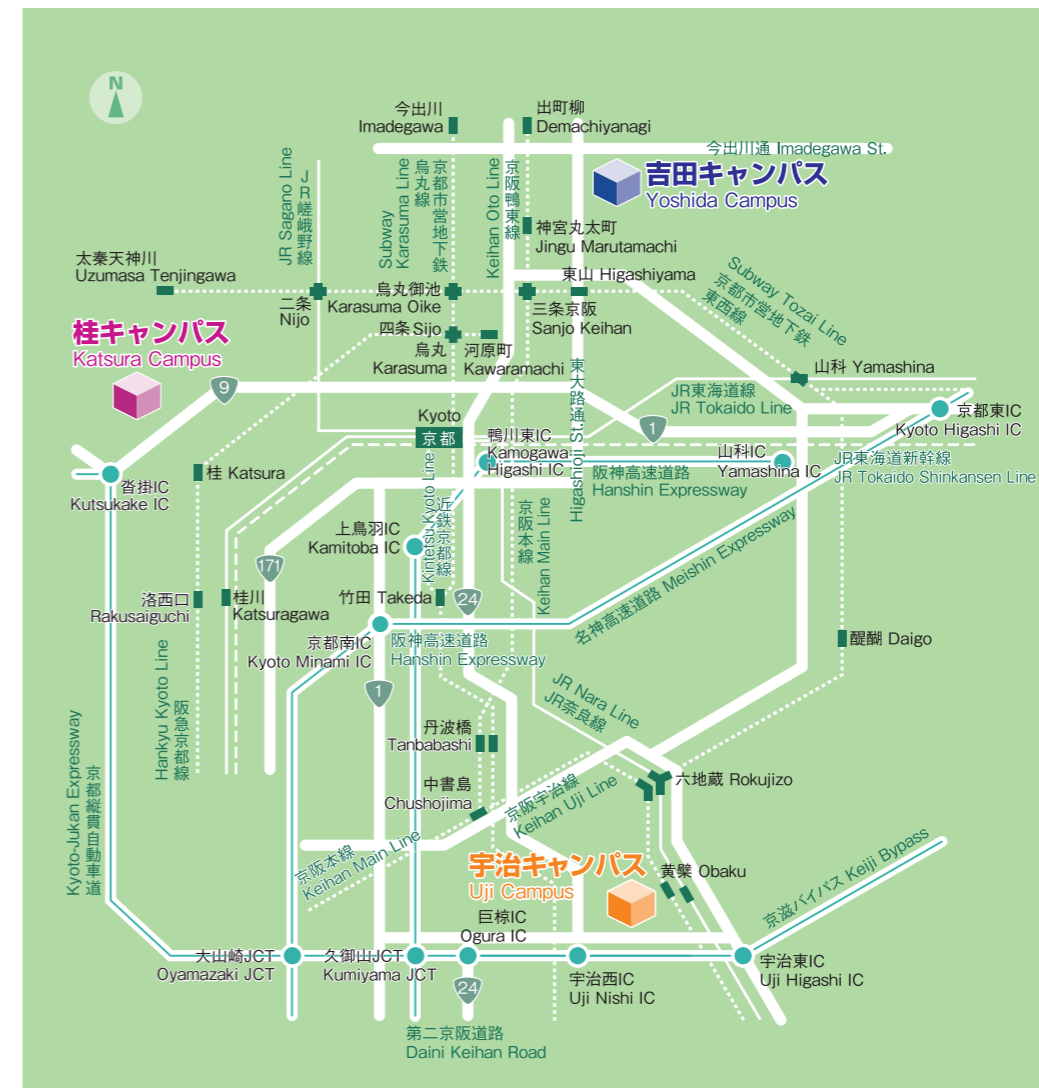 N
今出川
Imadegawa
出町柳
Demachiyanagi
今出川通 Imadegawa St.
吉田キャンパス
Yoshida Campus
JR Sagano Line
JR嵯峨野線
Subway
Karasuma Line
京都市営地下鉄
烏丸線
Keihan Oto Line
京阪鴨東線
神宮丸太町
Jingu Marutamachi
太秦天神川
Uzumasa Tenjingawa
東山 Higashiyama
Subway Tozai Line
京都市営地下鉄
東西線
二条
Nijo
烏丸御池
Karasuma Oike
三条京阪
Sanjo Keihan
四条 Sijo
烏丸
Karasuma
河原町
Kawaramachi
桂キャンパス
Katsura Campus
東大路通
Higashioji St.
山科 Yamashina
9
JR東海道線
JR Tokaido Line
1
京都東IC
Kyoto Higashi IC
Kyoto
京都
鴨川東IC
Kamogawa
Higashi IC
山科IC
Yamashina IC
JR東海道新幹線
JR Tokaido Shinkansen Line
阪神高速道路
Hanshin Expressway
沓掛IC
Kutsukake IC
桂 Katsura
Kintetsu Kyoto Line
近鉄京都線
京阪本線
Keihan Main Line
上鳥羽IC
Kamitoba IC
171
名神高速道路 Meishin Expressway
洛西口
Rakusaiguchi
桂川
Katsuragawa
竹田 Takeda
24
京都南IC
Kyoto Minami IC
阪神高速道路
Hanshin Expressway
醍醐 Daigo
1
Hankyu Kyoto Line
阪急京都線
JR Nara Line
JR奈良線
丹波橋
Tanbabashi
中書島
Chushojima
京阪宇治線
Keihan Uji Line
六地蔵 Rokujizo
Kyoto-Jukan Expressway
京都縦貫自動車道
京阪本線
Keihan Main Line
宇治キャンパス
Uji Campus
黄檗 Obaku
京滋バイパス Keiji Bypass
巨椋IC
Ogura IC
大山崎JCT
Oyamazaki JCT
久御山JCT
Kumiyama JCT
24
宇治西IC
Uji Nishi IC
宇治東IC
Uji Higashi IC
第二京阪道路
Daini Keihan Road